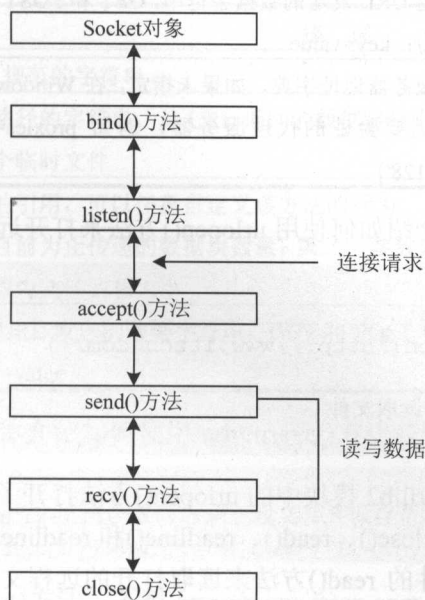 Socket对象
bind()方法
listen()方法
连接请求
accept()方法
send()方法
读写数据
recv()方法
close()方法